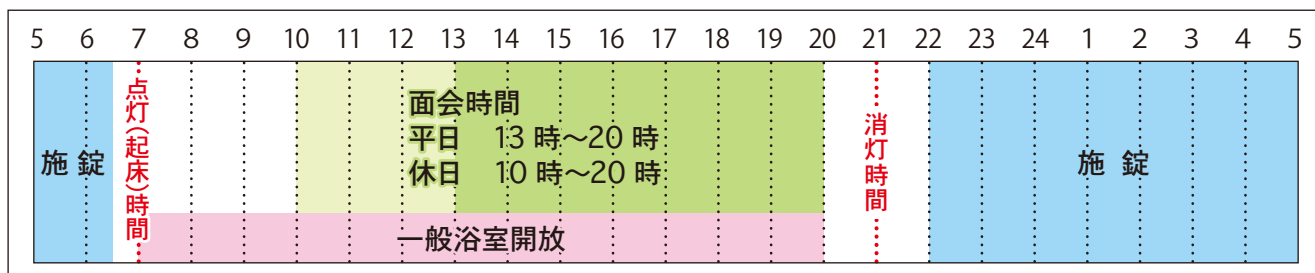 5 6 7 8 9 10 11 12 13 14 15 16 17 18 19 20 21 22 23 24 1 2 3 4 5
施錠
点灯(起床)時間
面会時間
平日 13時～20時
休日 10時～20時
一般浴室開放
消灯時間
施錠